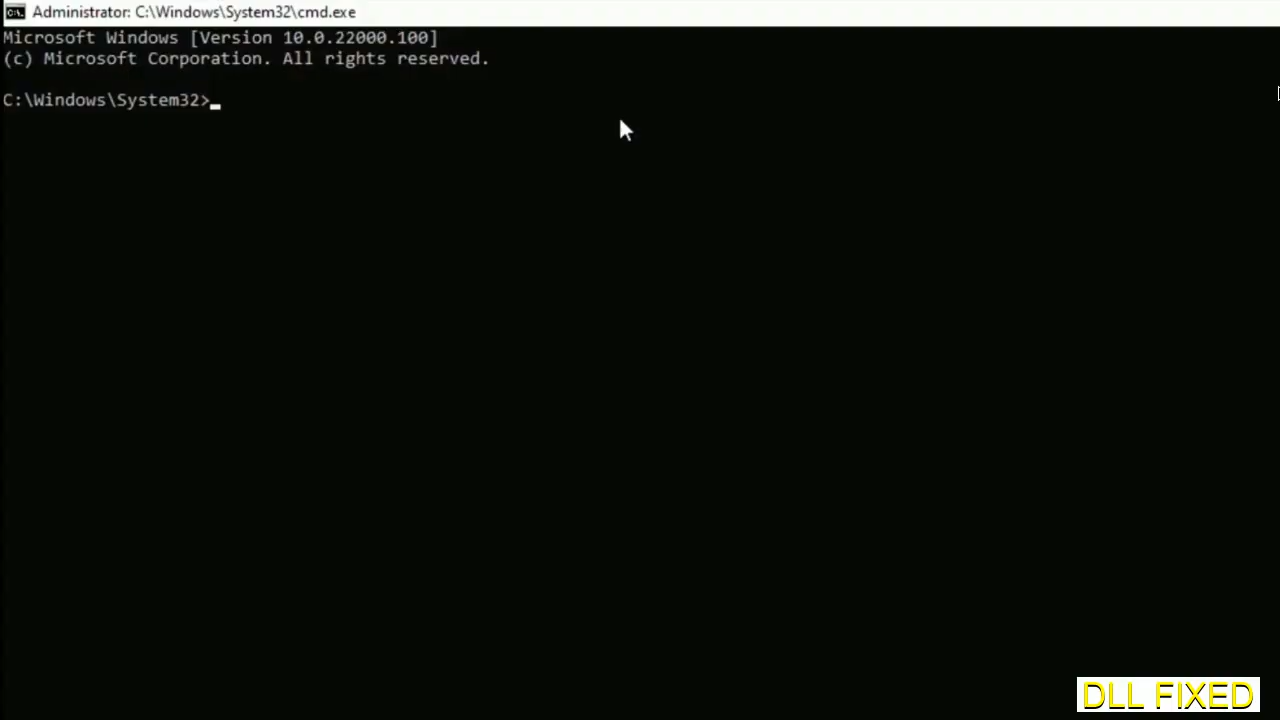 Administrator: C:\Windows\System32\cmd.exe
Microsoft Windows [Version 10.0.22000.100]
(c) Microsoft Corporation. All rights reserved.
C:\Windows\System32>
DLL FIXED